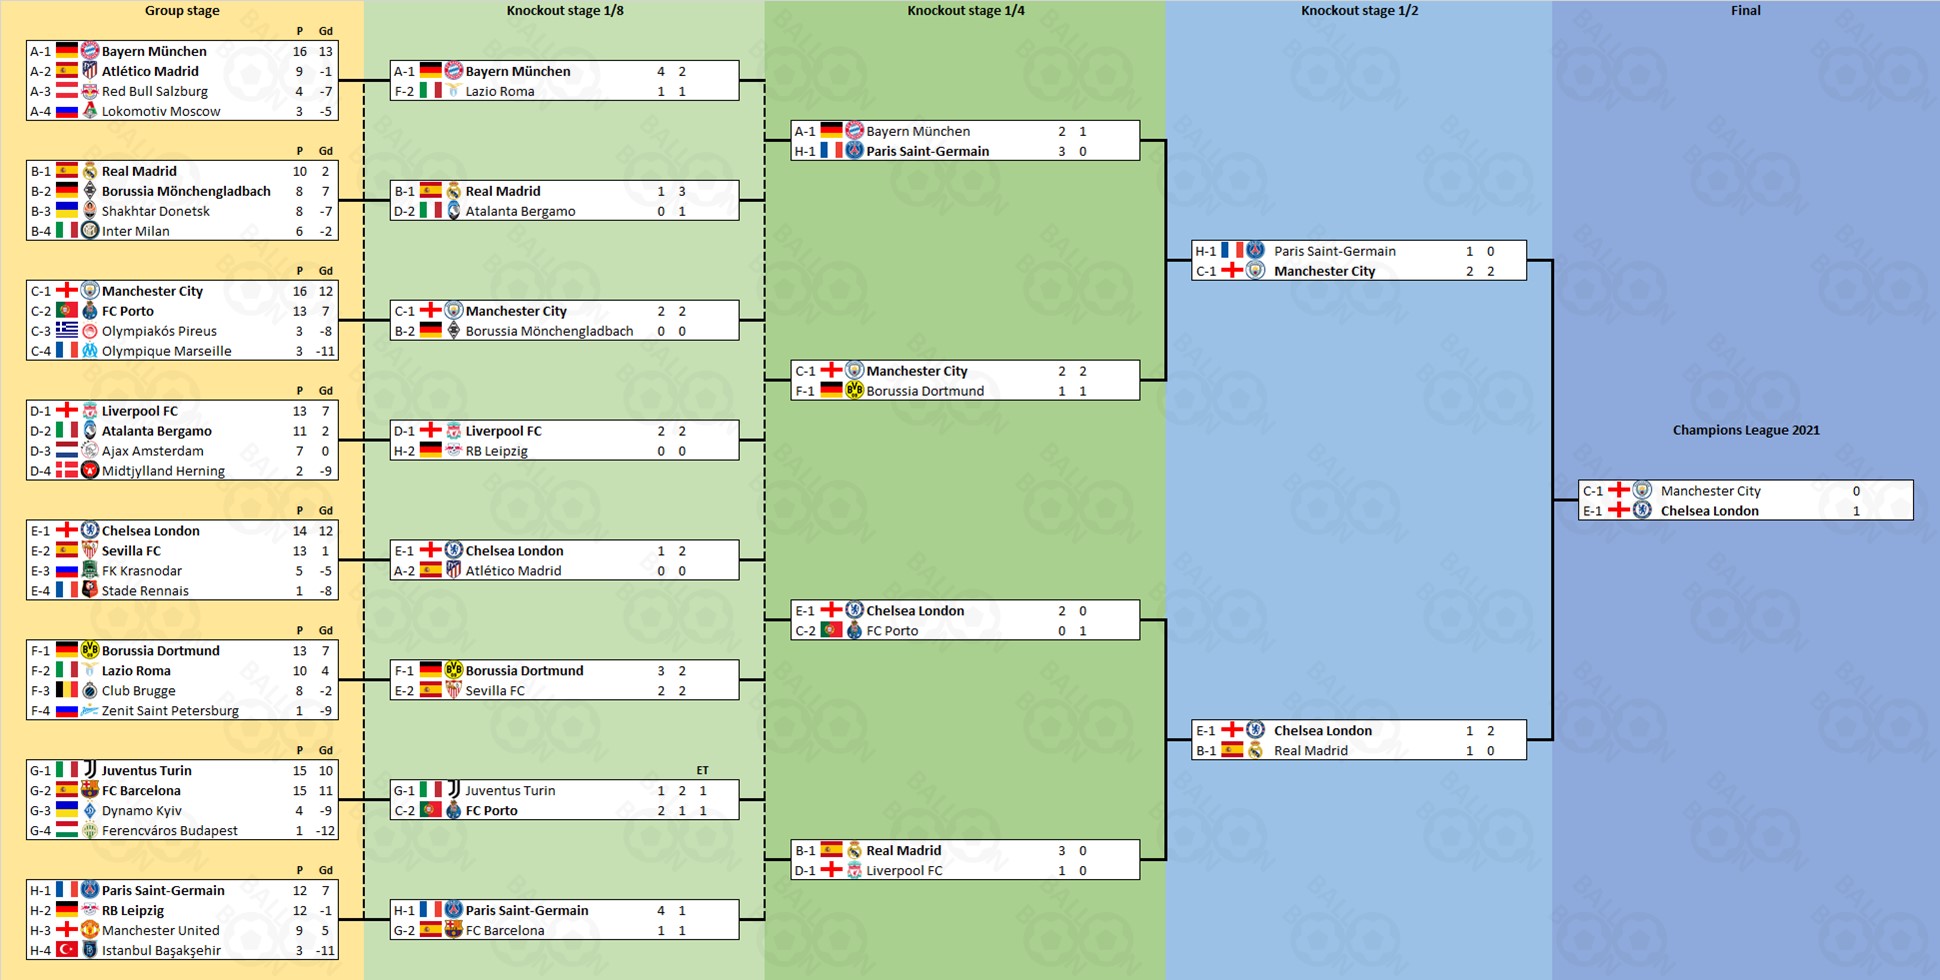 Group stage
P Gd
A-1 Bayern München 16 13
A-2 Atlético Madrid 9 -1
A-3 Red Bull Salzburg 4 -7
A-4 Lokomotiv Moscow 3 -5
P Gd
B-1 Real Madrid 10 2
B-2 Borussia Mönchengladbach 8 7
B-3 Shakhtar Donetsk 8 -7
B-4 Inter Milan 6 -2
P Gd
C-1 Manchester City 16 12
C-2 FC Porto 13 7
C-3 Olympiakós Pireus 3 -8
C-4 Olympique Marseille 3 -11
P Gd
D-1 Liverpool FC 13 7
D-2 Atalanta Bergamo 11 2
D-3 Ajax Amsterdam 7 0
D-4 Midtjylland Herning 2 -9
P Gd
E-1 Chelsea London 14 12
E-2 Sevilla FC 13 1
E-3 FK Krasnodar 5 -5
E-4 Stade Rennais 1 -8
P Gd
F-1 Borussia Dortmund 13 7
F-2 Lazio Roma 10 4
F-3 Club Brugge 8 -2
F-4 Zenit Saint Petersburg 1 -9
P Gd
G-1 Juventus Turin 15 10
G-2 FC Barcelona 15 11
G-3 Dynamo Kyiv 4 -9
G-4 Ferencváros Budapest 1 -12
P Gd
H-1 Paris Saint-Germain 12 7
H-2 RB Leipzig 12 -1
H-3 Manchester United 9 5
H-4 Istanbul Başakşehir 3 -11
Knockout stage 1/8
A-1 Bayern München 4 2
F-2 Lazio Roma 1 1
B-1 Real Madrid 1 3
D-2 Atalanta Bergamo 0 1
C-1 Manchester City 2 2
B-2 Borussia Mönchengladbach 0 0
D-1 Liverpool FC 2 2
H-2 RB Leipzig 0 0
E-1 Chelsea London 1 2
A-2 Atlético Madrid 0 0
F-1 Borussia Dortmund 3 2
E-2 Sevilla FC 2 2
ET
G-1 Juventus Turin 1 2 1
C-2 FC Porto 2 1 1
H-1 Paris Saint-Germain 4 1
G-2 FC Barcelona 1 1
Knockout stage 1/4
A-1 Bayern München 2 1
H-1 Paris Saint-Germain 3 0
C-1 Manchester City 2 2
F-1 Borussia Dortmund 1 1
E-1 Chelsea London 2 0
C-2 FC Porto 0 1
B-1 Real Madrid 3 0
D-1 Liverpool FC 1 0
Knockout stage 1/2
H-1 Paris Saint-Germain 1 0
C-1 Manchester City 2 2
E-1 Chelsea London 1 2
B-1 Real Madrid 1 0
Final
Champions League 2021
C-1 Manchester City 0
E-1 Chelsea London 1